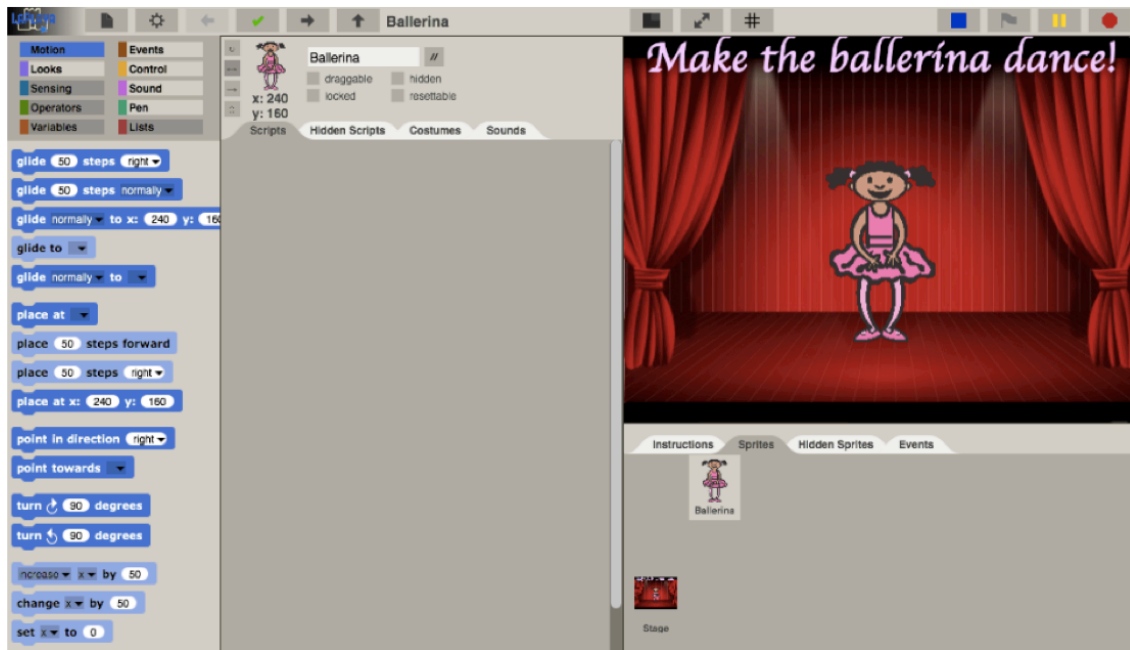 Ballerina
Motion
Events
Looks
Control
Sensing
Sound
Operators
Pen
Variables
Lists
Ballerina
draggable
hidden
locked
resettable
x: 240
y: 160
Scripts
Hidden Scripts
Costumes
Sounds
glide 50 steps right
glide 50 steps normally
glide normally to x: 240 y: 160
glide to
glide normally to
place at
place 50 steps forward
place 50 steps right
place at x: 240 y: 160
point in direction right
point towards
turn 90 degrees
turn 90 degrees
increase x by 50
change x by 50
set x to 0
Make the ballerina dance!
Instructions
Sprites
Hidden Sprites
Events
Ballerina
Stage